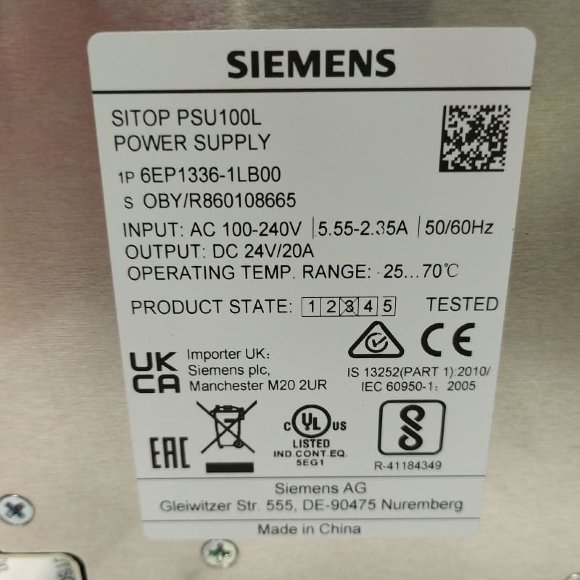 SIEMENS
SITOP PSU100L
POWER SUPPLY
1P 6EP1336-1LB00
S OBY/R860108665
INPUT: AC 100-240V | 5.55-2.35A | 50/60Hz
OUTPUT: DC 24V/20A
OPERATING TEMP. RANGE: -25...70℃
PRODUCT STATE: 1 2 3 4 5 TESTED
CE
UK CA
Importer UK:
Siemens plc,
Manchester M20 2UR
IS 13252(PART 1):2010/
IEC 60950-1: 2005
EAC
C UL US
LISTED
IND.CONT.EQ.
5EG1
R-41184349
Siemens AG
Gleiwitzer Str. 555, DE-90475 Nuremberg
Made in China